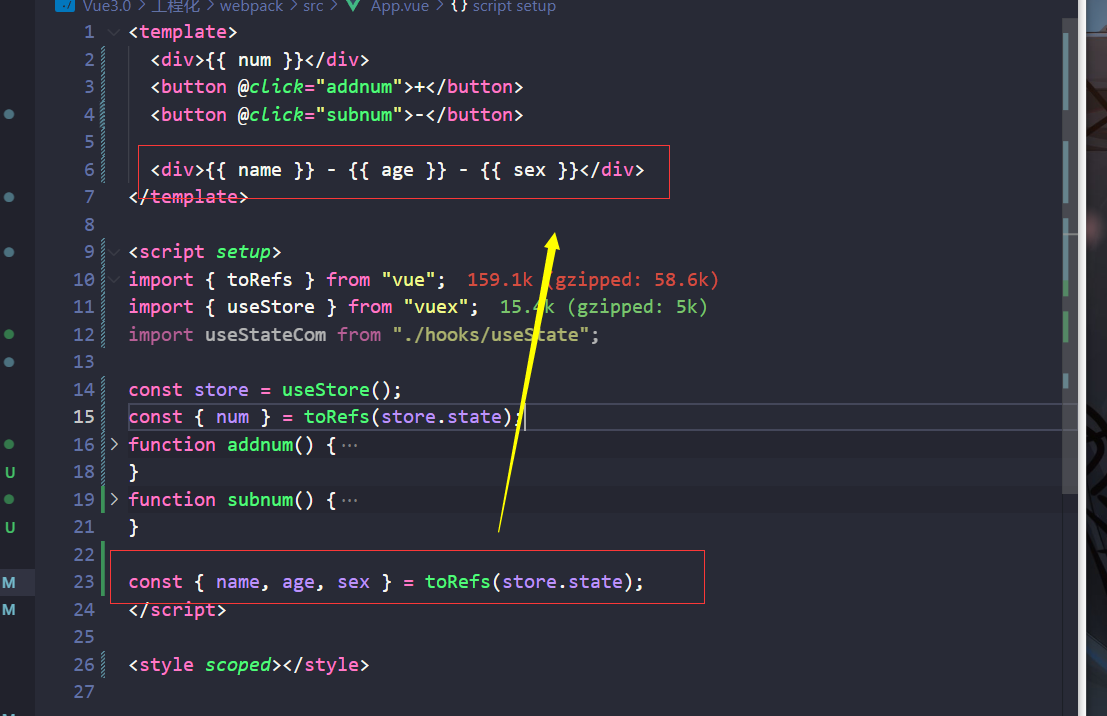 Vue3.0 > 工程化 > webpack > src > App.vue > {} script setup
1 <template>
2 <div>{{ num }}</div>
3 <button @click="addnum">+</button>
4 <button @click="subnum">-</button>
5
6 <div>{{ name }} - {{ age }} - {{ sex }}</div>
7 </template>
8
9 <script setup>
10 import { toRefs } from "vue"; 159.1k (gzipped: 58.6k)
11 import { useStore } from "vuex"; 15.4k (gzipped: 5k)
12 import useStateCom from "./hooks/useState";
13
14 const store = useStore();
15 const { num } = toRefs(store.state);
16 > function addnum() { ···
U 18 }
19 > function subnum() { ···
U 21 }
22
M 23 const { name, age, sex } = toRefs(store.state);
M 24 </script>
25
26 <style scoped></style>
27